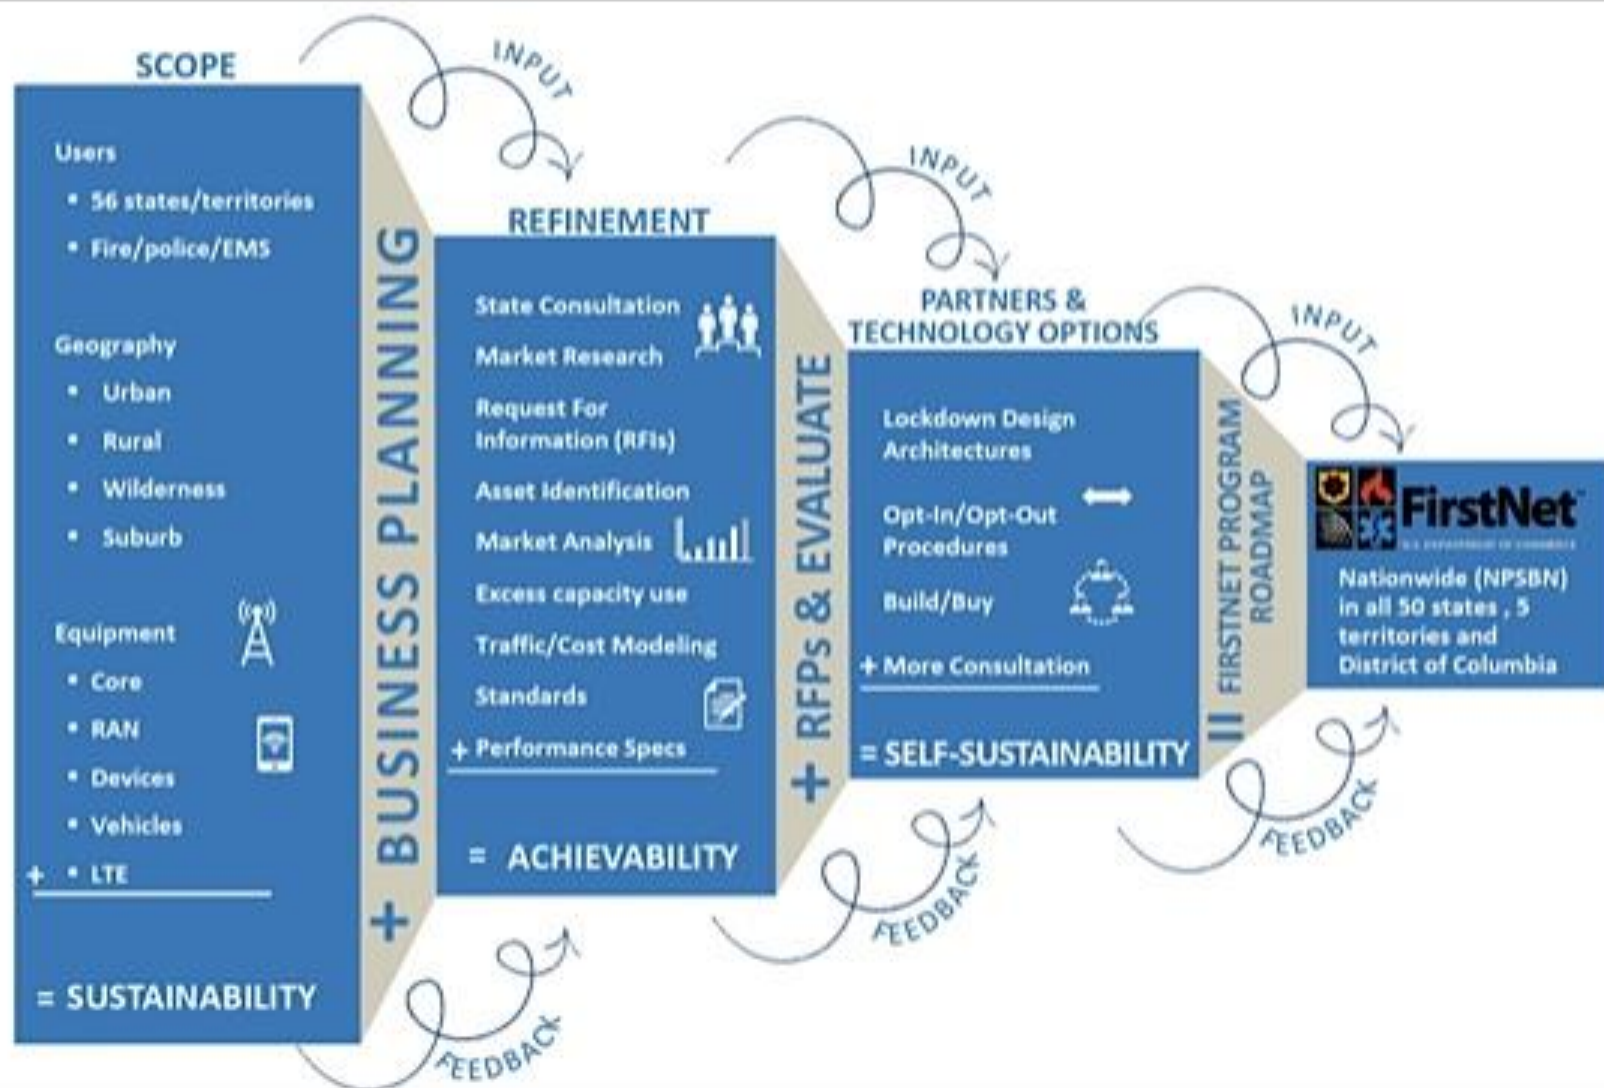 SCOPE
Users
▪ 56 states/territories
▪ Fire/police/EMS
Geography
▪ Urban
▪ Rural
▪ Wilderness
▪ Suburb
Equipment
▪ Core
▪ RAN
▪ Devices
▪ Vehicles
+ ▪ LTE
= SUSTAINABILITY
+ BUSINESS PLANNING
INPUT
FEEDBACK
REFINEMENT
State Consultation
Market Research
Request For
Information (RFIs)
Asset Identification
Market Analysis
Excess capacity use
Traffic/Cost Modeling
Standards
+ Performance Specs
= ACHIEVABILITY
+ RFPs & EVALUATE
INPUT
FEEDBACK
PARTNERS &
TECHNOLOGY OPTIONS
Lockdown Design
Architectures
Opt-In/Opt-Out
Procedures
Build/Buy
+ More Consultation
= SELF-SUSTAINABILITY
= FIRSTNET PROGRAM
ROADMAP
INPUT
FEEDBACK
FirstNet™
U.S. DEPARTMENT OF COMMERCE
Nationwide (NPSBN)
in all 50 states , 5
territories and
District of Columbia